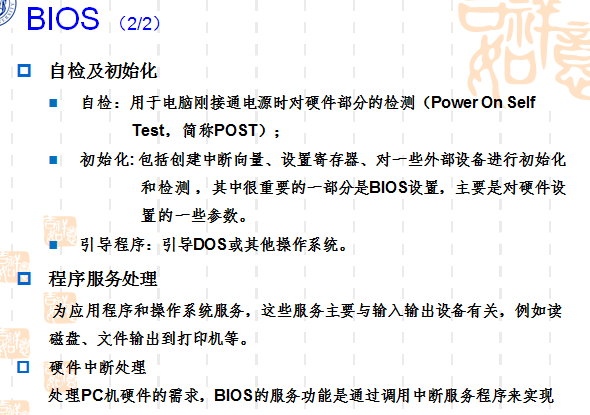 BIOS（2/2）
自检及初始化
自检：用于电脑刚接通电源时对硬件部分的检测（Power On Self
Test，简称POST）；
初始化: 包括创建中断向量、设置寄存器、对一些外部设备进行初始化
和检测 ，其中很重要的一部分是BIOS设置，主要是对硬件设
置的一些参数。
引导程序：引导DOS或其他操作系统。
程序服务处理
为应用程序和操作系统服务，这些服务主要与输入输出设备有关，例如读
磁盘、文件输出到打印机等。
硬件中断处理
处理PC机硬件的需求，BIOS的服务功能是通过调用中断服务程序来实现